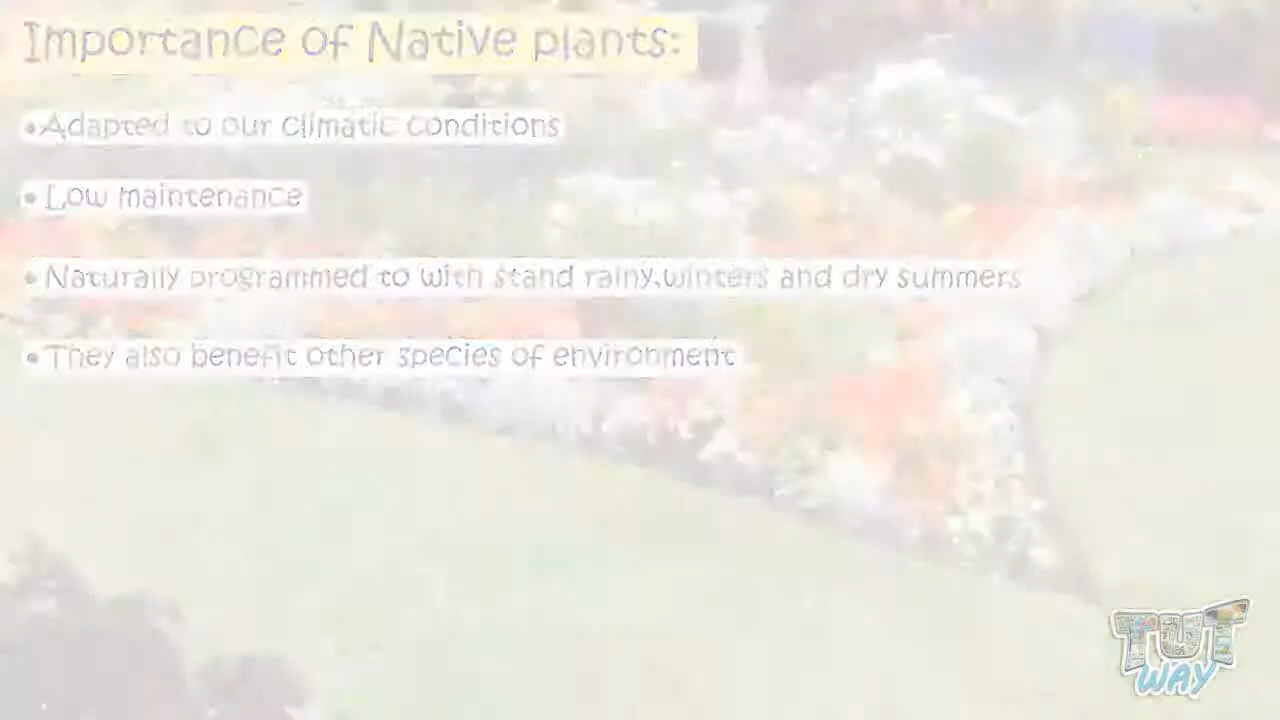 Importance of Native plants:
•Adapted to our climatic conditions
• Low maintenance
• Naturally programmed to with stand rainy,winters and dry summers
• They also benefit other species of environment
TUT
WAY